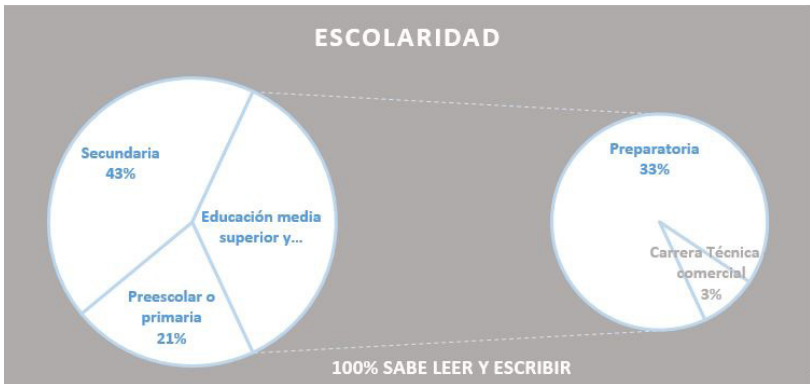 ESCOLARIDAD
Secundaria
43%
Educación media
superior y...
Preescolar o
primaria
21%
Preparatoria
33%
Carrera Técnica
comercial
3%
100% SABE LEER Y ESCRIBIR